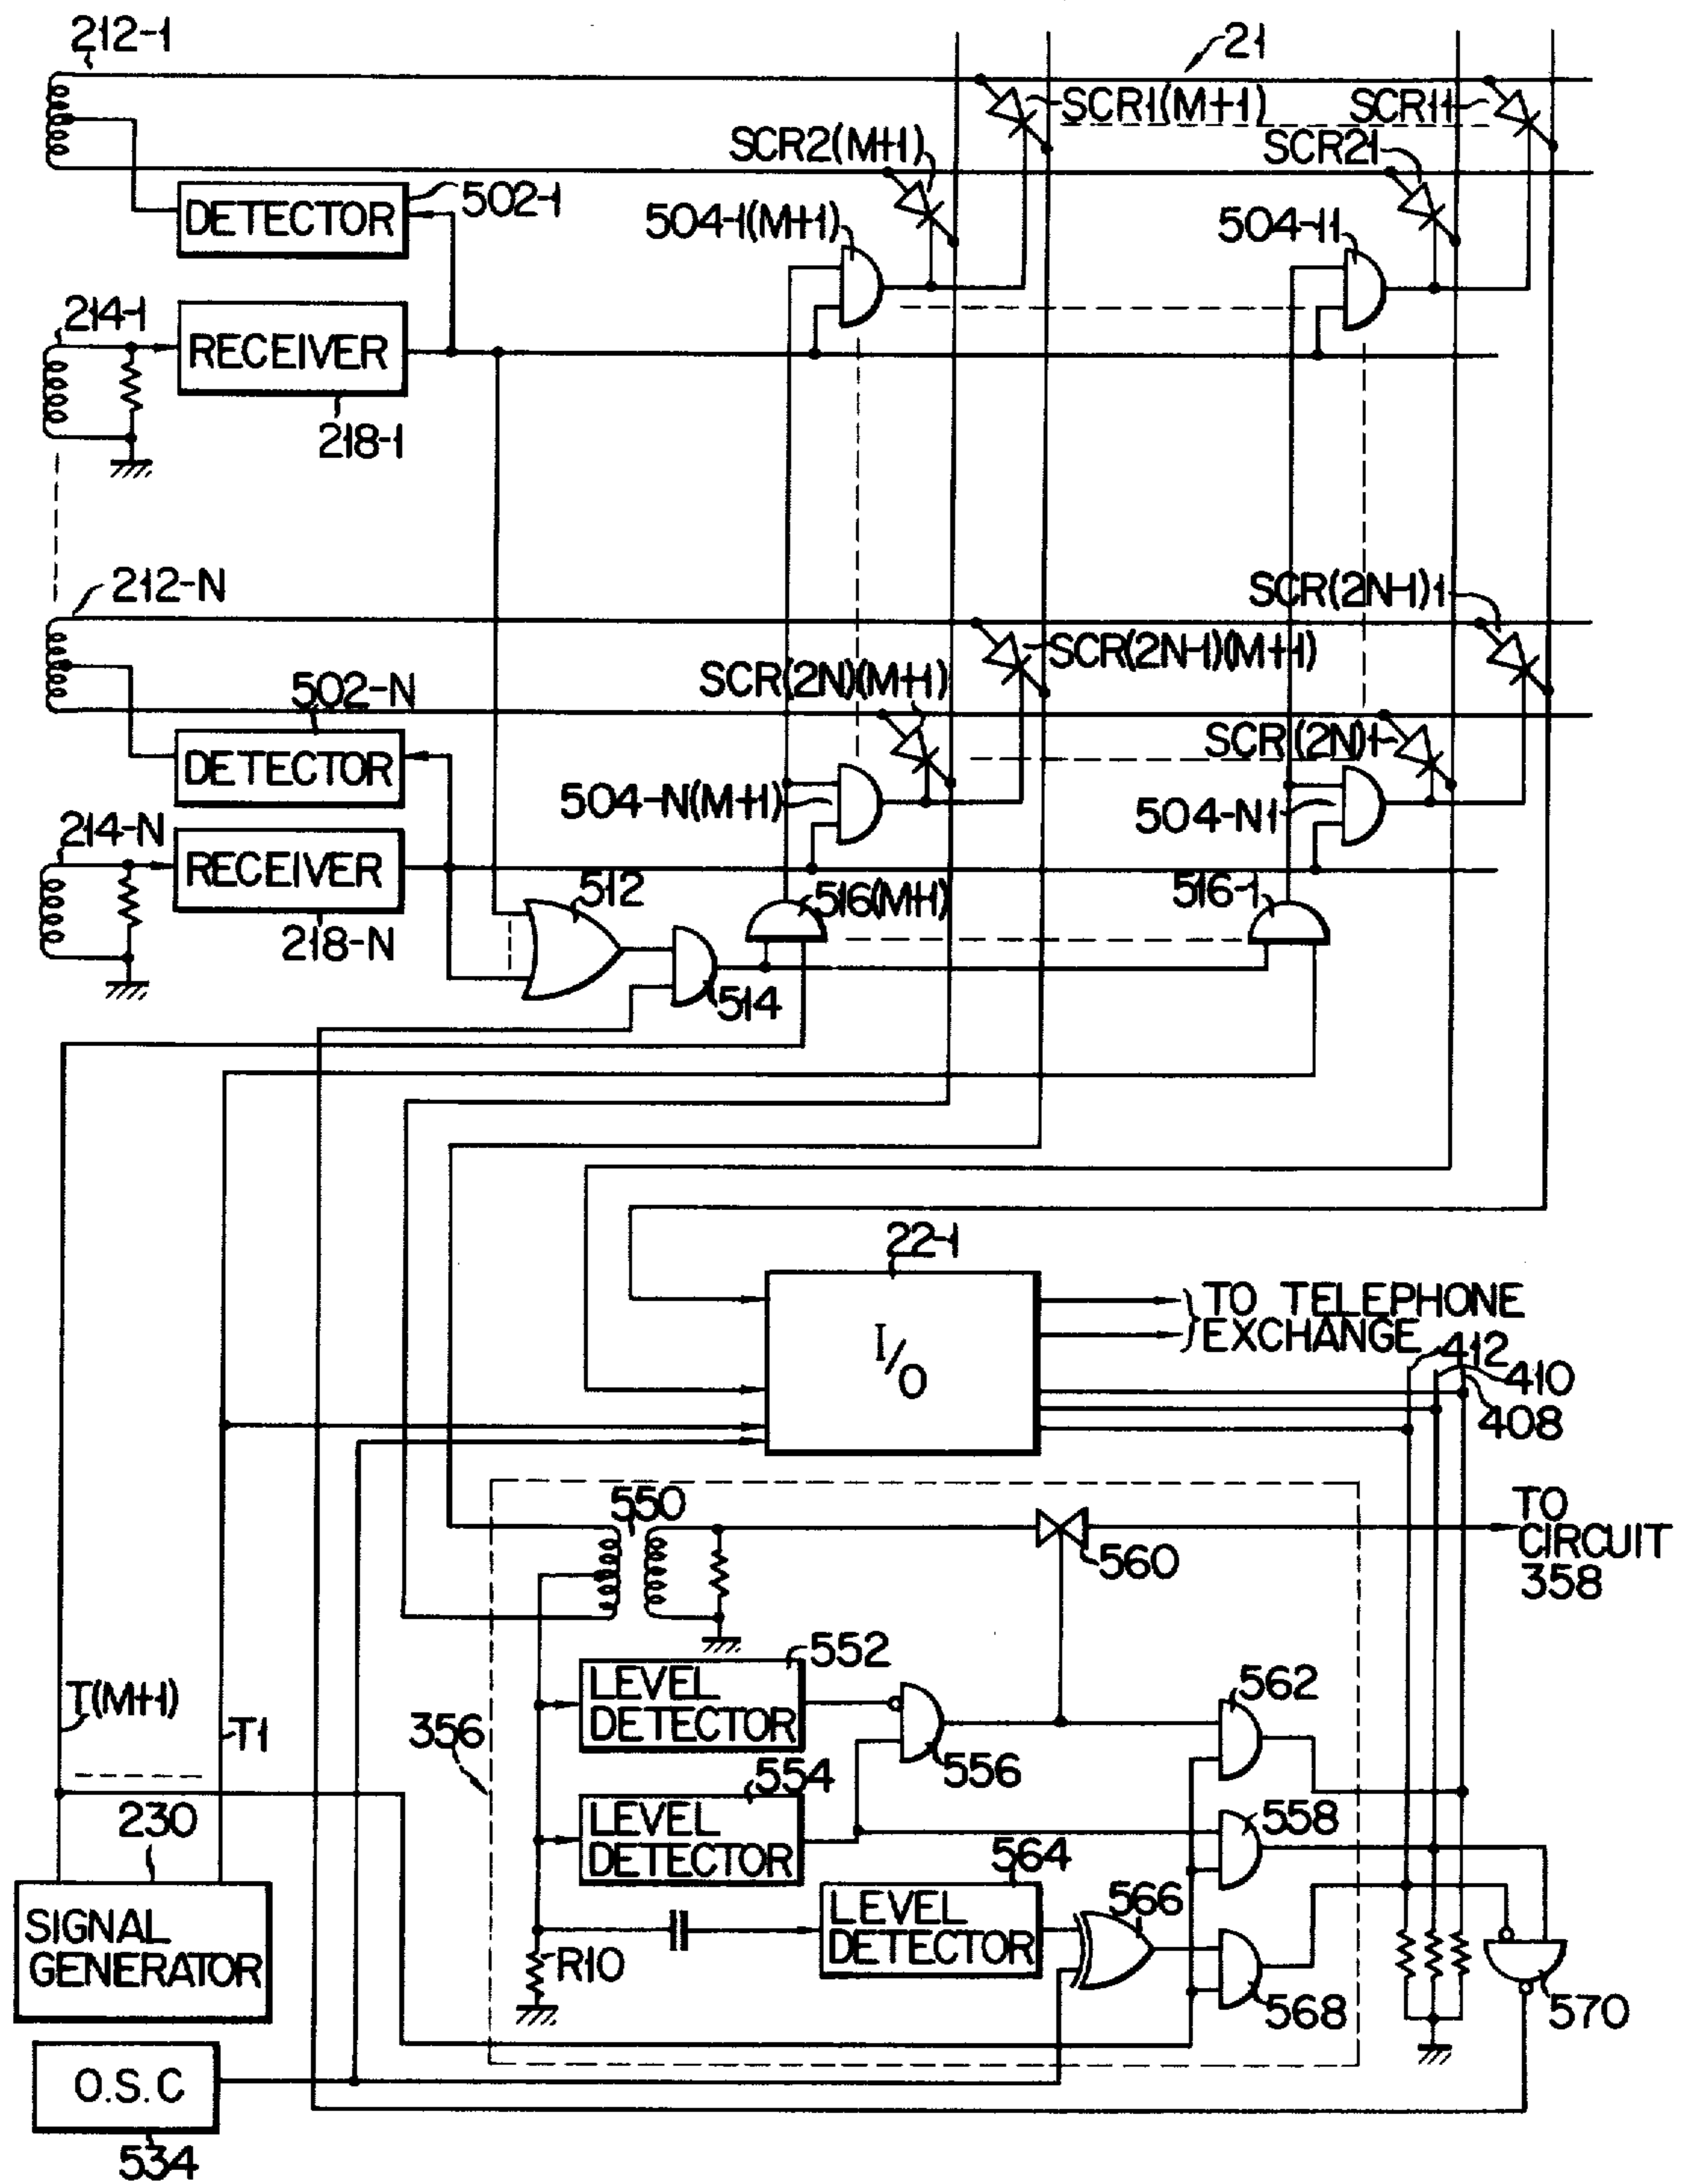 212-1
21
SCR1(M+1)
SCR11
SCR2(M+1)
SCR21
DETECTOR
502-1
504-1(M+1)
504-11
214-1
RECEIVER
218-1
212-N
SCR(2N-1)1
SCR(2N-1)(M+1)
SCR(2N)(M+1)
502-N
DETECTOR
SCR(2N)1
504-N(M+1)
504-N1
214-N
RECEIVER
512
516(M+1)
516-1
218-N
514
22-1
I/O
TO TELEPHONE
EXCHANGE
412
410
408
550
TO
CIRCUIT
358
560
552
LEVEL
DETECTOR
562
T(M+1)
T1
356
556
554
LEVEL
DETECTOR
558
230
564
LEVEL
DETECTOR
566
SIGNAL
GENERATOR
R10
568
570
O.S.C
534